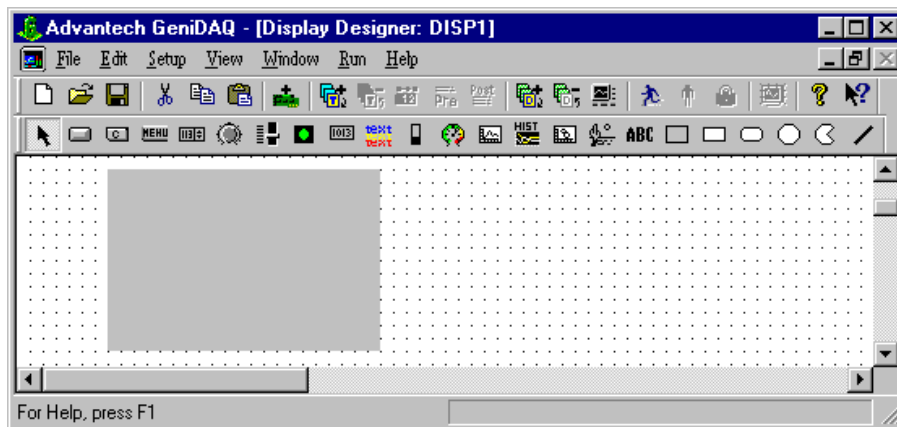 Advantech GeniDAQ - [Display Designer: DISP1]
File Edit Setup View Window Run Help
Pre Post
C MENU 1013 text text HIST ABC
For Help, press F1